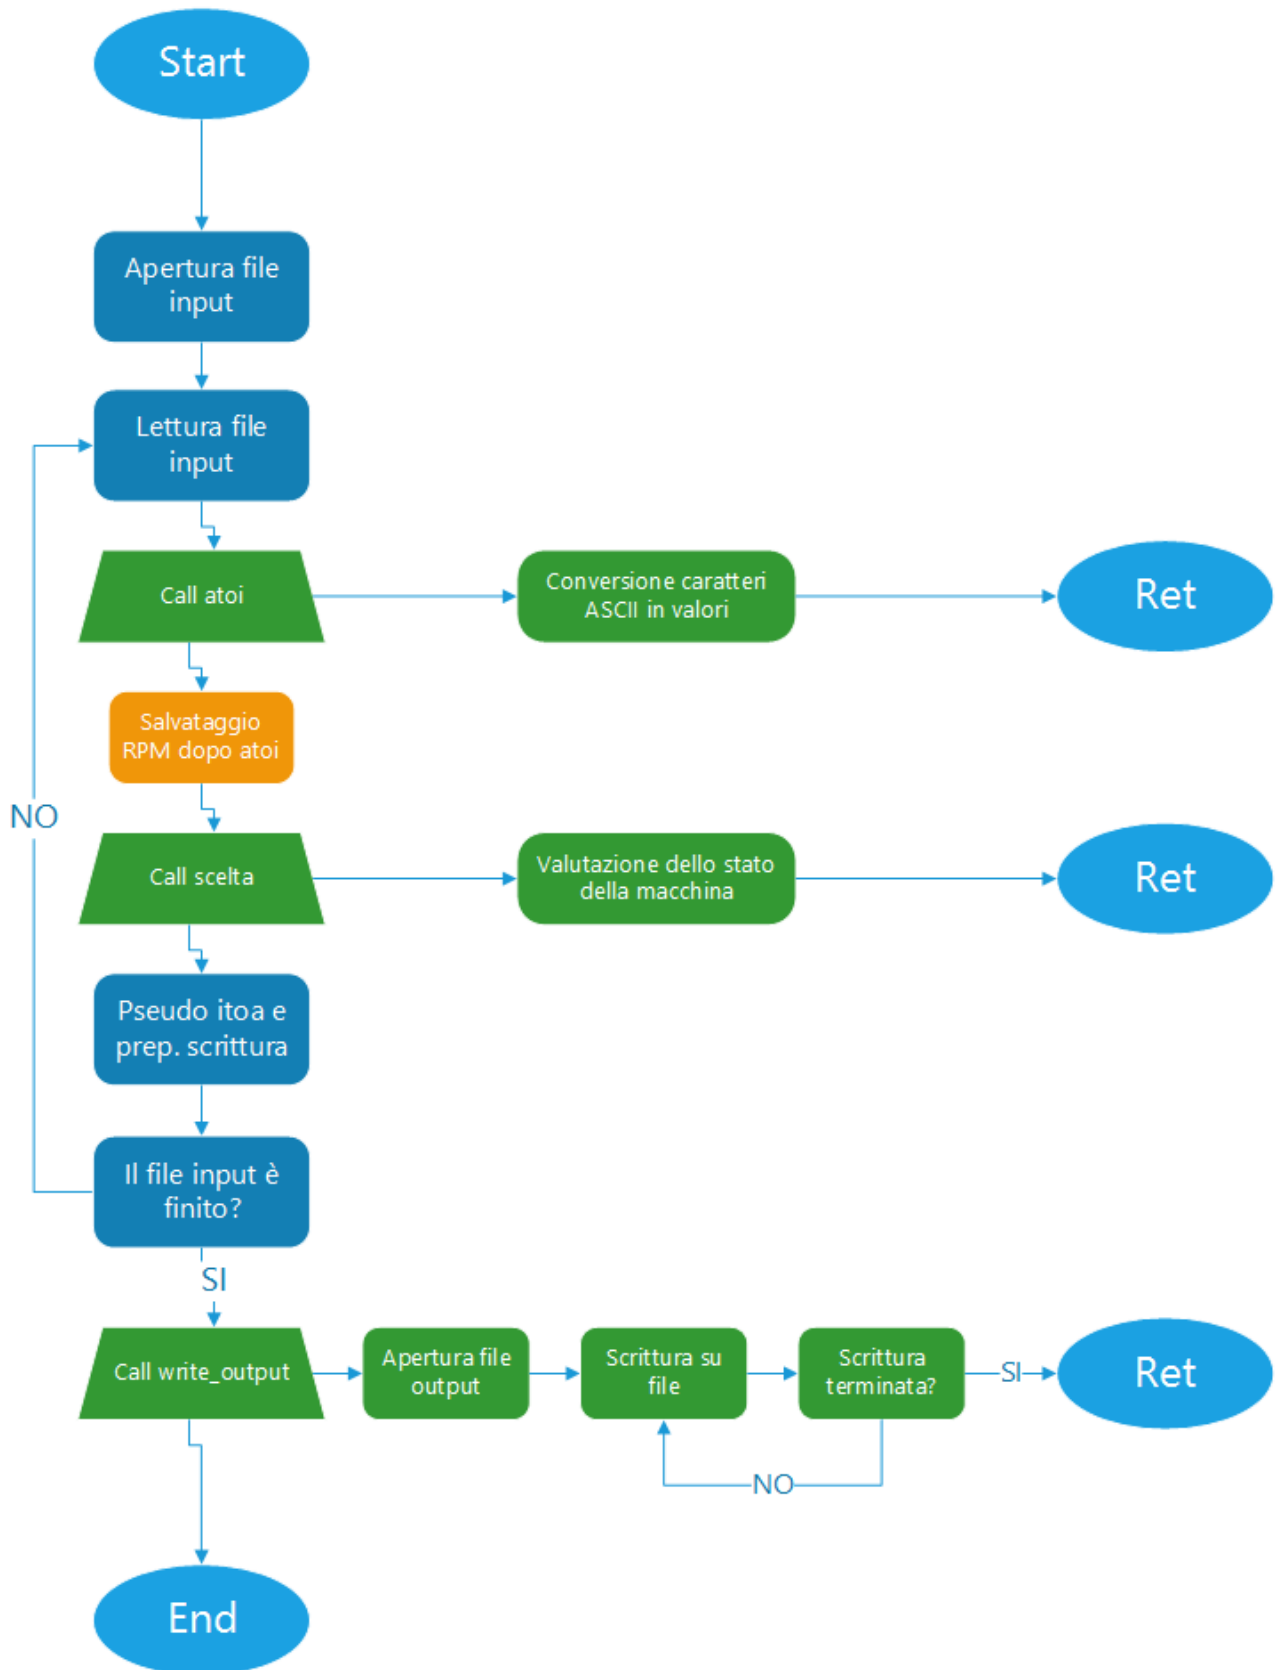 Start
Apertura file
input
Lettura file
input
Call atoi
Conversione caratteri
ASCII in valori
Ret
Salvataggio
RPM dopo atoi
NO
Call scelta
Valutazione dello stato
della macchina
Ret
Pseudo itoa e
prep. scrittura
Il file input è
finito?
SI
Call write_output
Apertura file
output
Scrittura su
file
Scrittura
terminata?
SI
Ret
NO
End